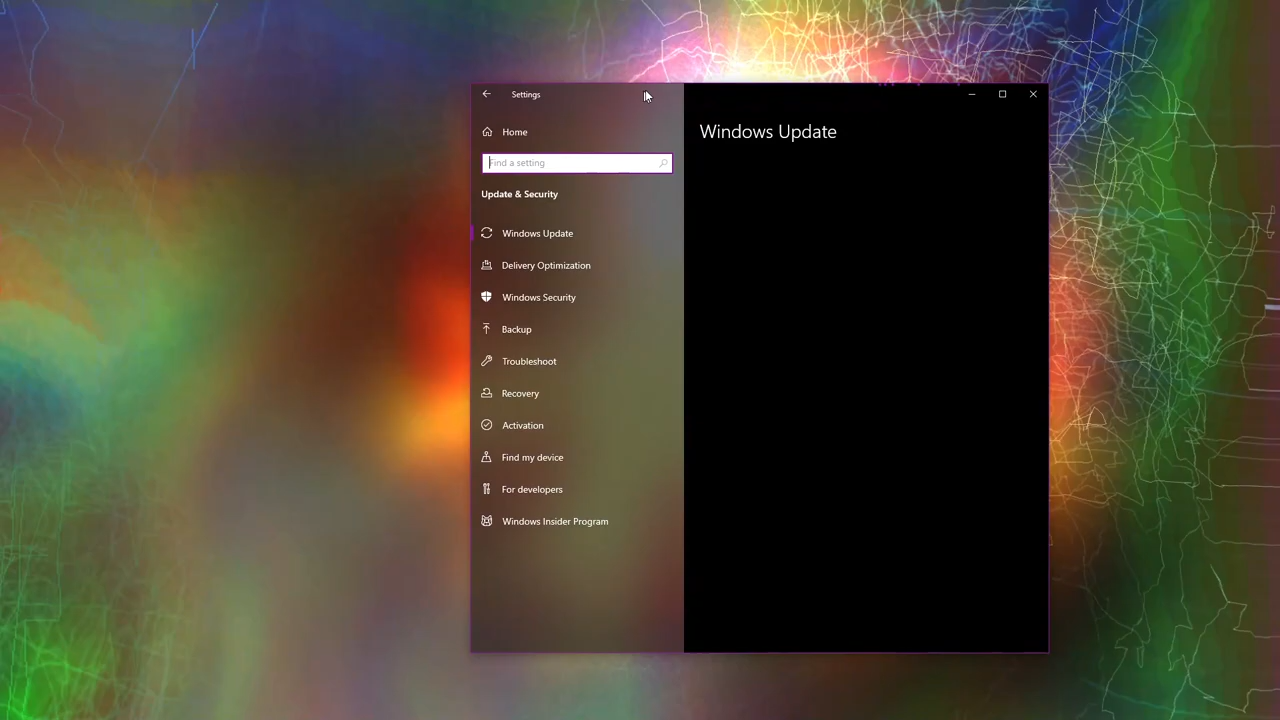 Settings
Home
Find a setting
Update & Security
Windows Update
Delivery Optimization
Windows Security
Backup
Troubleshoot
Recovery
Activation
Find my device
For developers
Windows Insider Program
Windows Update